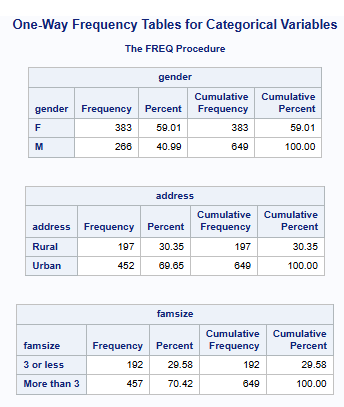 One-Way Frequency Tables for Categorical Variables
The FREQ Procedure
gender
gender Frequency Percent Cumulative Frequency Cumulative Percent
F 383 59.01 383 59.01
M 266 40.99 649 100.00
address
address Frequency Percent Cumulative Frequency Cumulative Percent
Rural 197 30.35 197 30.35
Urban 452 69.65 649 100.00
famsize
famsize Frequency Percent Cumulative Frequency Cumulative Percent
3 or less 192 29.58 192 29.58
More than 3 457 70.42 649 100.00